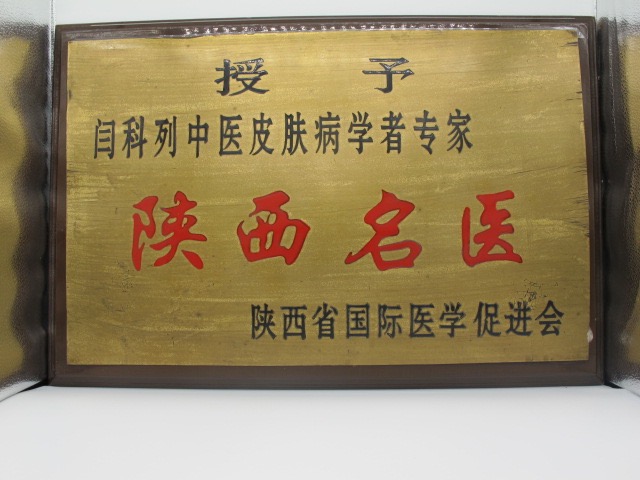 授予
闫科列中医皮肤病学者专家
陕西名医
陕西省国际医学促进会